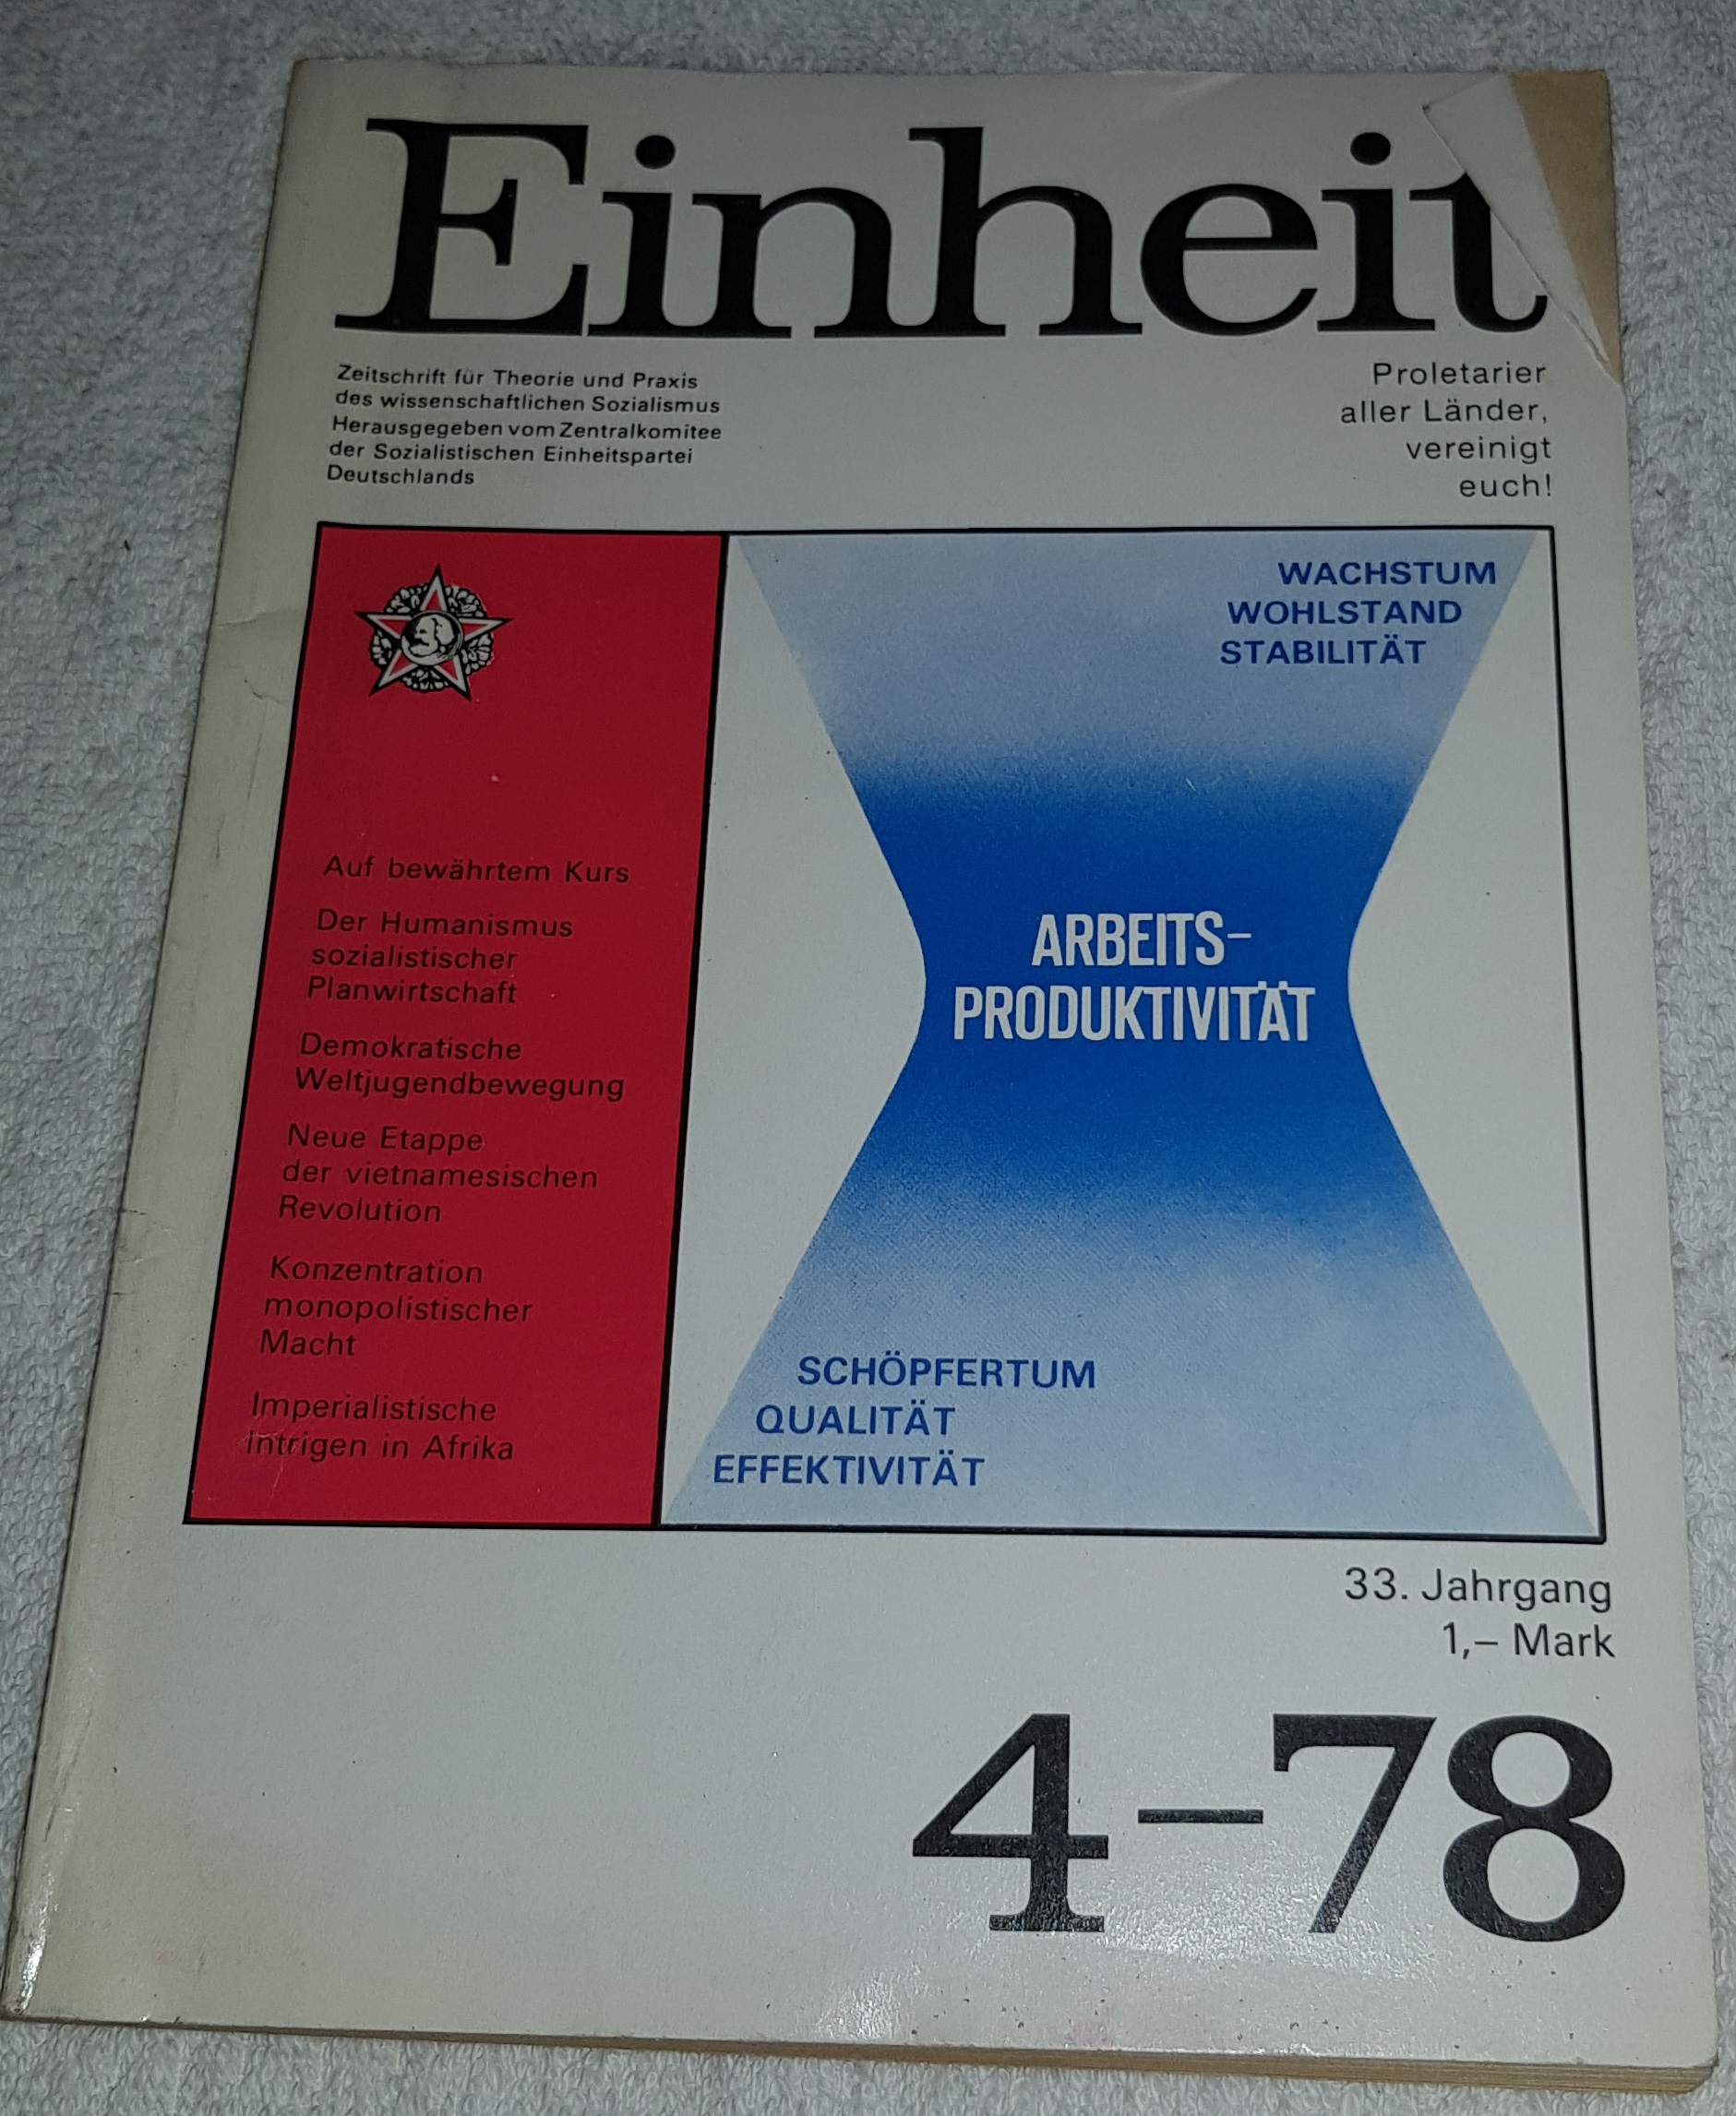 Einheit
Zeitschrift für Theorie und Praxis
des wissenschaftlichen Sozialismus
Herausgegeben vom Zentralkomitee
der Sozialistischen Einheitspartei
Deutschlands
Proletarier
aller Länder,
vereinigt
euch!
Auf bewährtem Kurs
Der Humanismus
sozialistischer
Planwirtschaft
Demokratische
Weltjugendbewegung
Neue Etappe
der vietnamesischen
Revolution
Konzentration
monopolistischer
Macht
Imperialistische
Intrigen in Afrika
WACHSTUM
WOHLSTAND
STABILITÄT
ARBEITS-
PRODUKTIVITÄT
SCHÖPFERTUM
QUALITÄT
EFFEKTIVITÄT
33. Jahrgang
1,– Mark
4–78